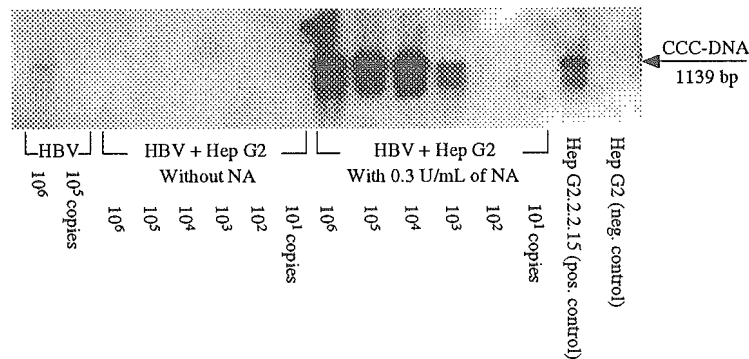 CCC-DNA
1139 bp
HBV
HBV + Hep G2
Without NA
HBV + Hep G2
With 0.3 U/mL of NA
10⁶
10⁵ copies
10⁶
10⁵
10⁴
10³
10²
10¹ copies
10⁶
10⁵
10⁴
10³
10²
10¹ copies
Hep G2.2.2.15 (pos. control)
Hep G2 (neg. control)